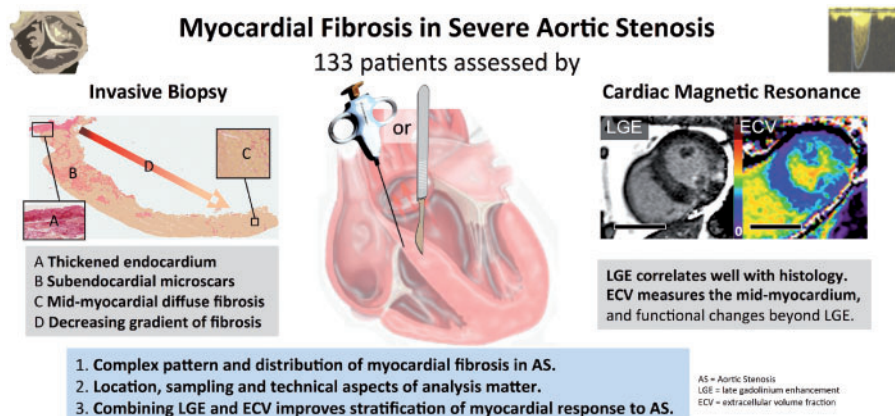 Myocardial Fibrosis in Severe Aortic Stenosis
133 patients assessed by
Invasive Biopsy
A
B
C
D
A Thickened endocardium
B Subendocardial microscars
C Mid-myocardial diffuse fibrosis
D Decreasing gradient of fibrosis
or
Cardiac Magnetic Resonance
LGE
ECV
0
LGE correlates well with histology.
ECV measures the mid-myocardium,
and functional changes beyond LGE.
1. Complex pattern and distribution of myocardial fibrosis in AS.
2. Location, sampling and technical aspects of analysis matter.
3. Combining LGE and ECV improves stratification of myocardial response to AS.
AS = Aortic Stenosis
LGE = late gadolinium enhancement
ECV = extracellular volume fraction